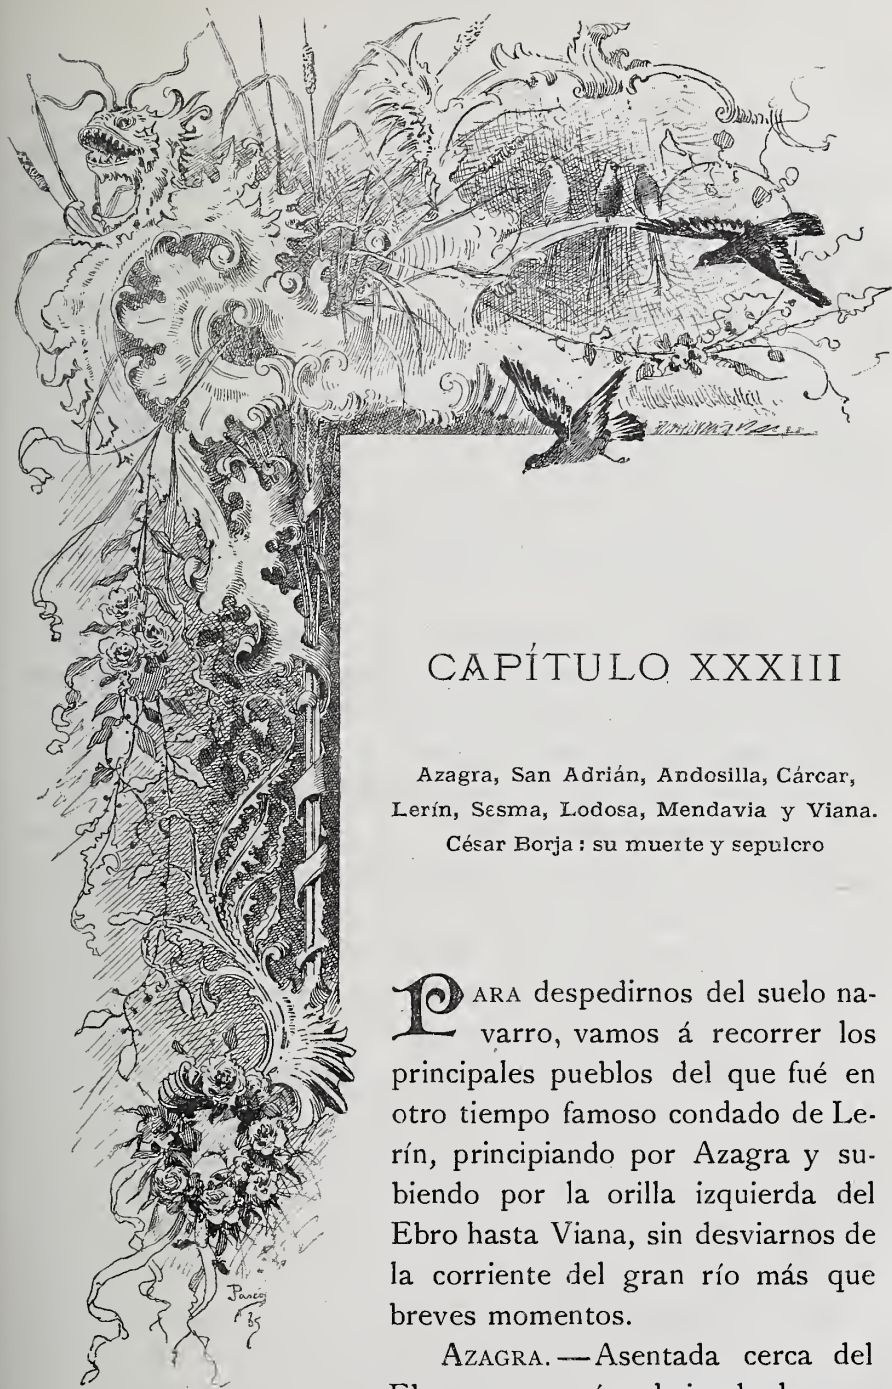 CAPÍTULO XXXIII
Azagra, San Adrián, Andosilla, Cárcar,
Lerín, Sesma, Lodosa, Mendavia y Viana.
César Borja: su muerte y sepulcro
PARA despedirnos del suelo na-
varro, vamos á recorrer los
principales pueblos del que fué en
otro tiempo famoso condado de Le-
rín, principiando por Azagra y su-
biendo por la orilla izquierda del
Ebro hasta Viana, sin desviarnos de
la corriente del gran río más que
breves momentos.
AZAGRA.—Asentada cerca del